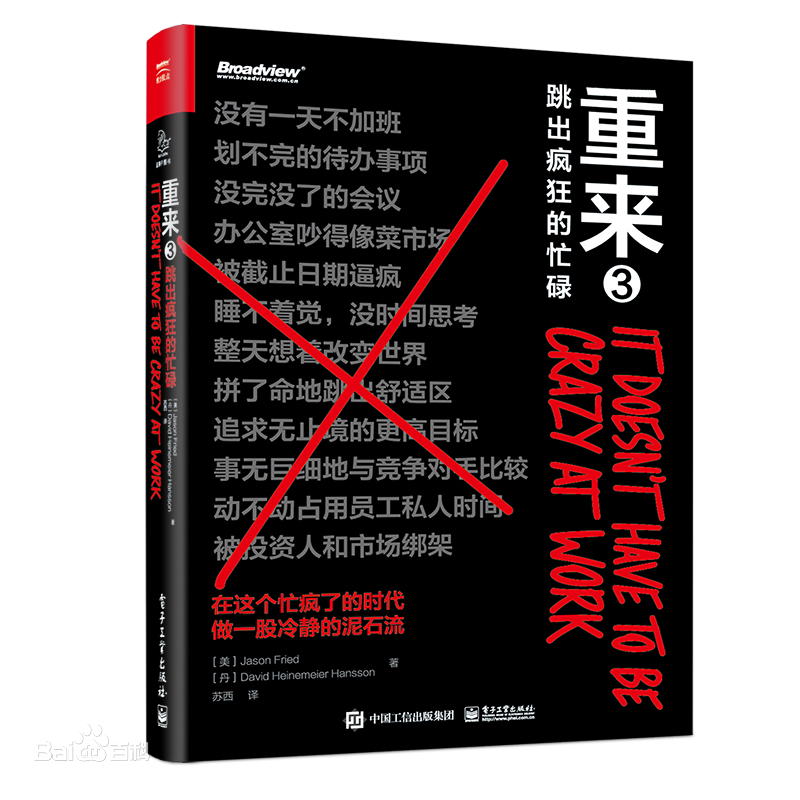 Broadview®
www.broadview.com.cn
没有一天不加班
划不完的待办事项
没完没了的会议
办公室吵得像菜市场
被截止日期逼疯
睡不着觉，没时间思考
整天想着改变世界
拼了命地跳出舒适区
追求无止境的更高目标
事无巨细地与竞争对手比较
动不动占用员工私人时间
被投资人和市场绑架
在这个忙疯了的时代
做一股冷静的泥石流
[美] Jason Fried
[丹] David Heinemeier Hansson 著
苏西 译
中国工信出版集团
电子工业出版社
http://www.phei.com.cn
重来3
跳出疯狂的忙碌
IT DOESN'T HAVE TO BE
CRAZY AT WORK
重来3
跳出疯狂的忙碌
IT DOESN'T HAVE TO BE CRAZY AT WORK
[美] Jason Fried
[丹] David Heinemeier Hansson 著
苏西 译
电子工业出版社
Baidu百科